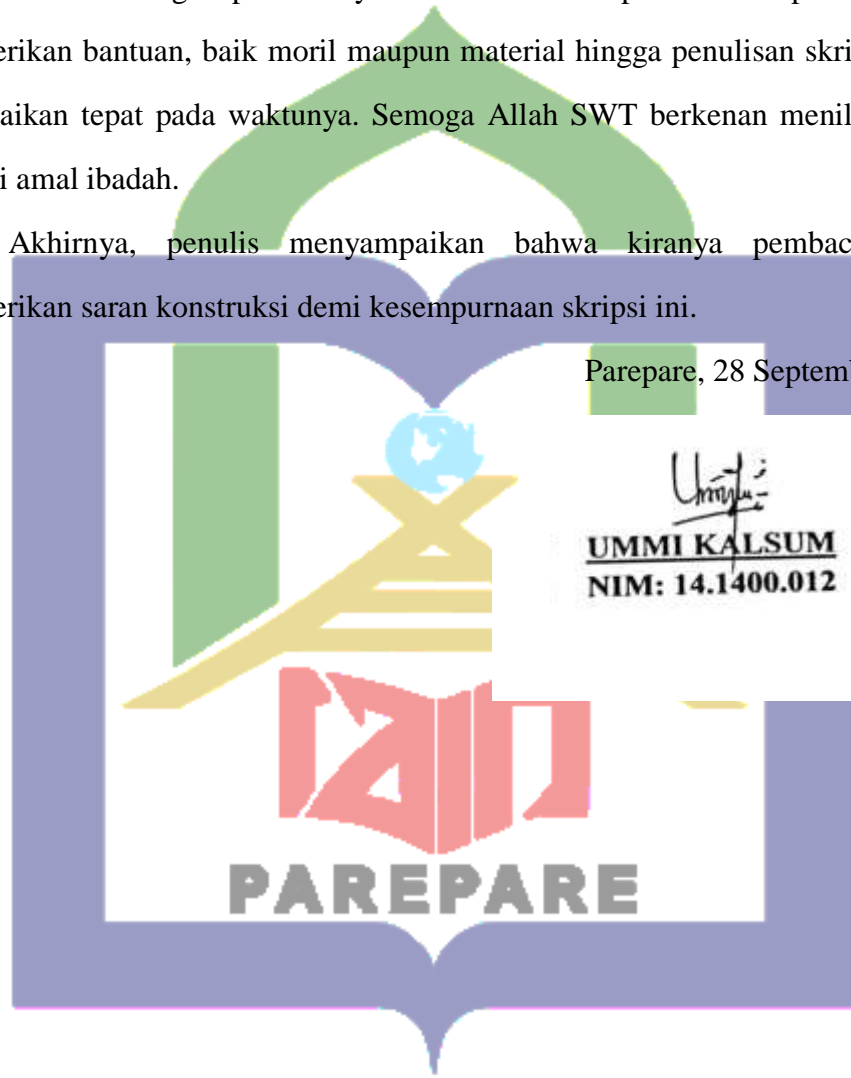 erikan bantuan, baik moril maupun material hingga penulisan skri
aikan tepat pada waktunya. Semoga Allah SWT berkenan menil
i amal ibadah.
Akhirnya, penulis menyampaikan bahwa kiranya pembac
erikan saran konstruksi demi kesempurnaan skripsi ini.
Parepare, 28 Septem
UMMI KALSUM
NIM: 14.1400.012
iain
PAREPARE